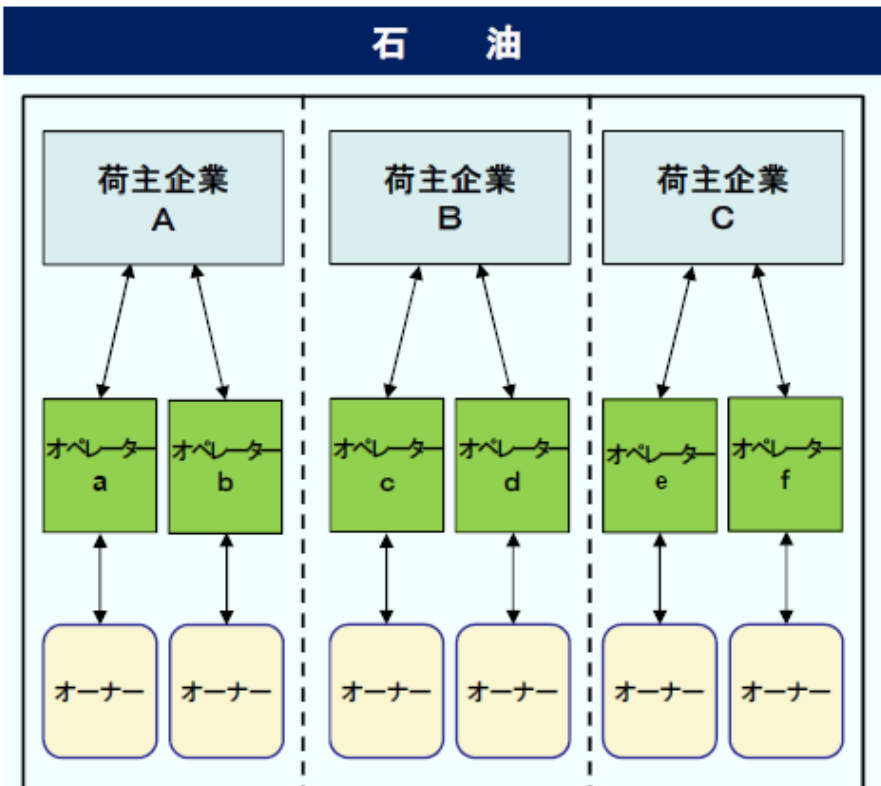 石　油
荷主企業
A
荷主企業
B
荷主企業
C
オペレーター
a
オペレーター
b
オペレーター
c
オペレーター
d
オペレーター
e
オペレーター
f
オーナー
オーナー
オーナー
オーナー
オーナー
オーナー